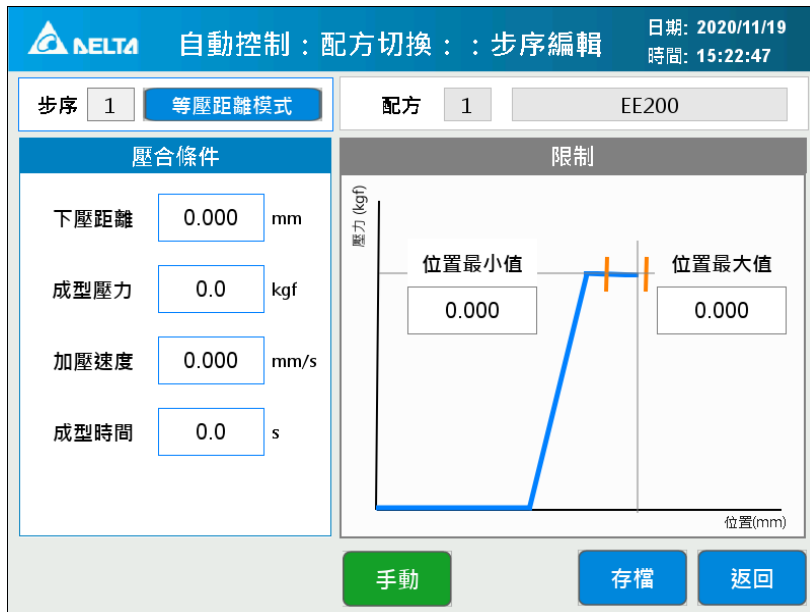 DELTA
自動控制：配方切換：：步序編輯
日期: 2020/11/19
時間: 15:22:47
步序 1 等壓距離模式
配方 1 EE200
壓合條件
下壓距離 0.000 mm
成型壓力 0.0 kgf
加壓速度 0.000 mm/s
成型時間 0.0 s
限制
壓力 (kgf)
位置最小值
0.000
位置最大值
0.000
位置(mm)
手動
存檔
返回